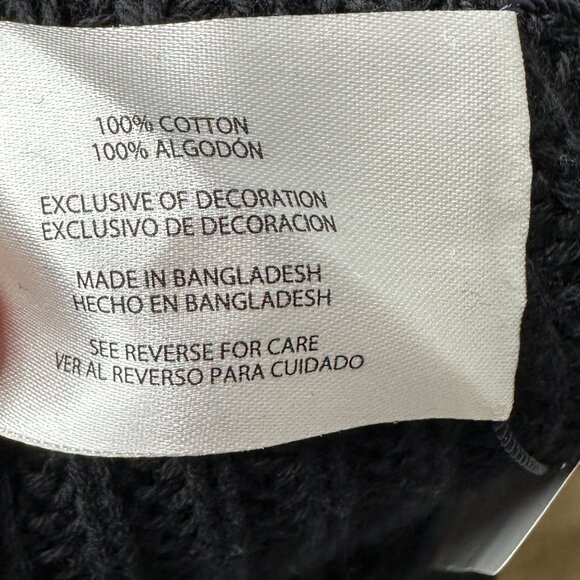 100% COTTON
100% ALGODÓN
EXCLUSIVE OF DECORATION
EXCLUSIVO DE DECORACION
MADE IN BANGLADESH
HECHO EN BANGLADESH
SEE REVERSE FOR CARE
VER AL REVERSO PARA CUIDADO